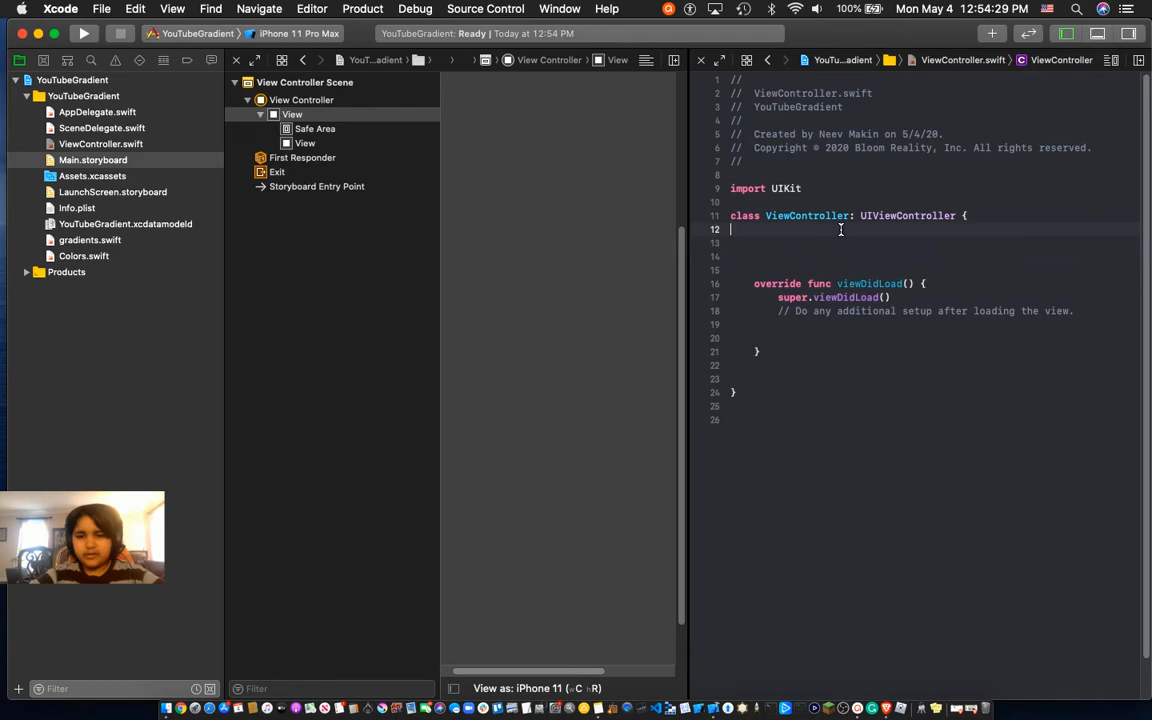 Xcode File Edit View Find Navigate Editor Product Debug Source Control Window Help 100% Mon May 4 12:54:29 PM
YouTubeGradient iPhone 11 Pro Max YouTubeGradient: Ready | Today at 12:54 PM
YouT...adient View Controller View
YouTu...adient ViewController.swift C ViewController
YouTubeGradient
YouTubeGradient
AppDelegate.swift
SceneDelegate.swift
ViewController.swift
Main.storyboard
Assets.xcassets
LaunchScreen.storyboard
Info.plist
YouTubeGradient.xcdatamodeld
gradients.swift
Colors.swift
Products
Filter
View Controller Scene
View Controller
View
Safe Area
View
First Responder
Exit
Storyboard Entry Point
Filter
View as: iPhone 11 (wC hR)
1 //
2 // ViewController.swift
3 // YouTubeGradient
4 //
5 // Created by Neev Makin on 5/4/20.
6 // Copyright © 2020 Bloom Reality, Inc. All rights reserved.
7 //
8
9 import UIKit
10
11 class ViewController: UIViewController {
12
13
14
15
16 override func viewDidLoad() {
17 super.viewDidLoad()
18 // Do any additional setup after loading the view.
19
20
21 }
22
23
24 }
25
26